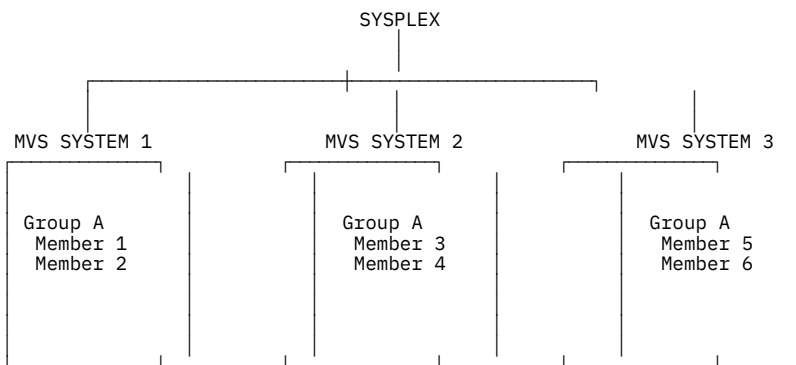 SYSPLEX
MVS SYSTEM 1 MVS SYSTEM 2 MVS SYSTEM 3
Group A Group A Group A
Member 1 Member 3 Member 5
Member 2 Member 4 Member 6